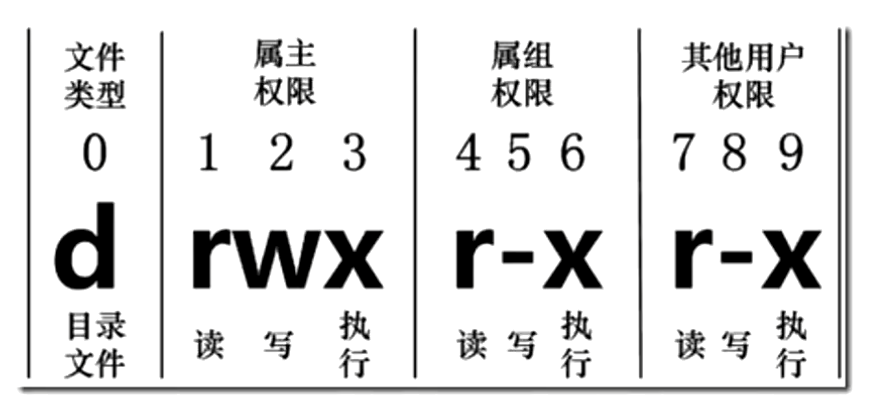 文件
类型
属主
权限
属组
权限
其他用户
权限
0
1 2 3
4 5 6
7 8 9
d
rwx
r-x
r-x
目录
文件
读 写 执行
读 写 执行
读 写 执行